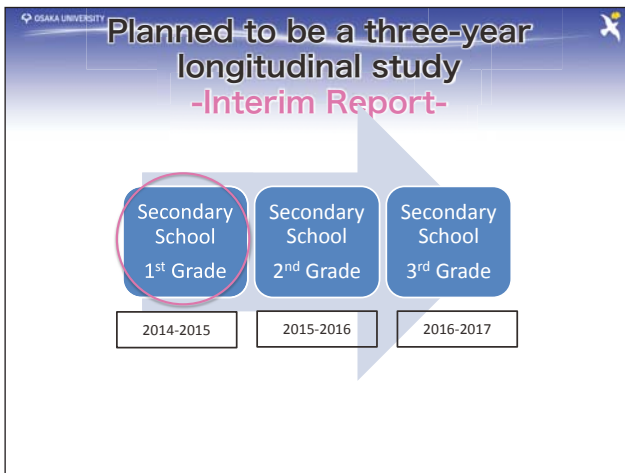 OSAKA UNIVERSITY
Planned to be a three-year
longitudinal study
-Interim Report-
Secondary
School
1st Grade
Secondary
School
2nd Grade
Secondary
School
3rd Grade
2014-2015
2015-2016
2016-2017